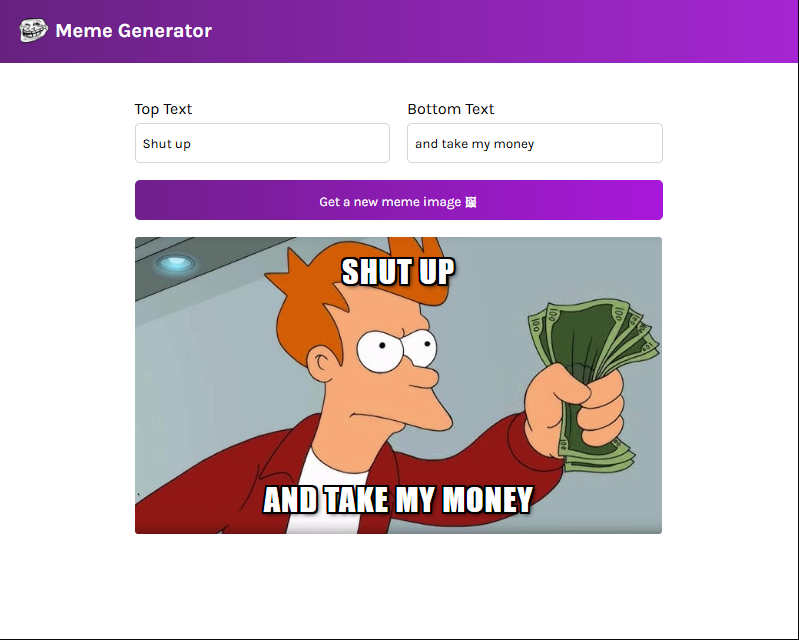 Meme Generator
Top Text
Bottom Text
Shut up
and take my money
Get a new meme image 🖼
SHUT UP
AND TAKE MY MONEY